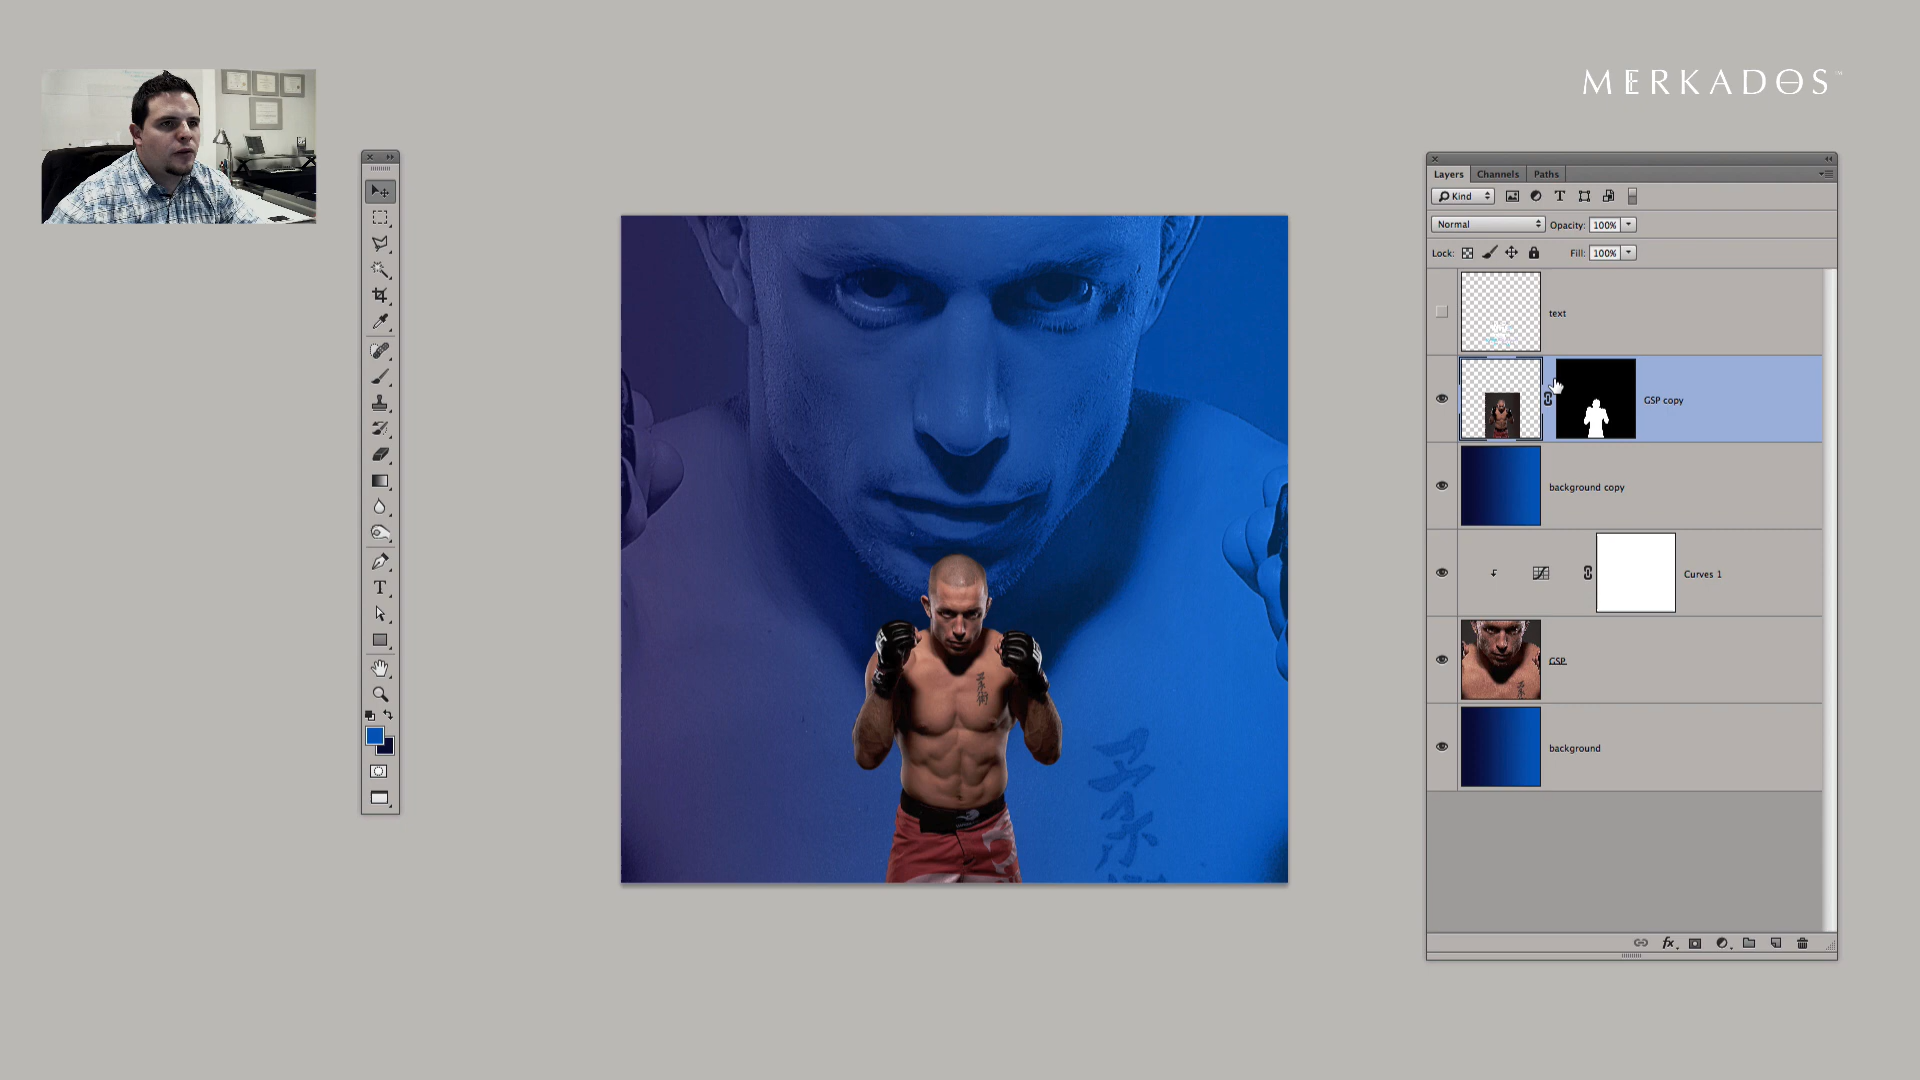 MERKADOS
Layers Channels Paths
Kind
Normal Opacity: 100%
Lock: Fill: 100%
text
GSP copy
background copy
Curves 1
GSP
background